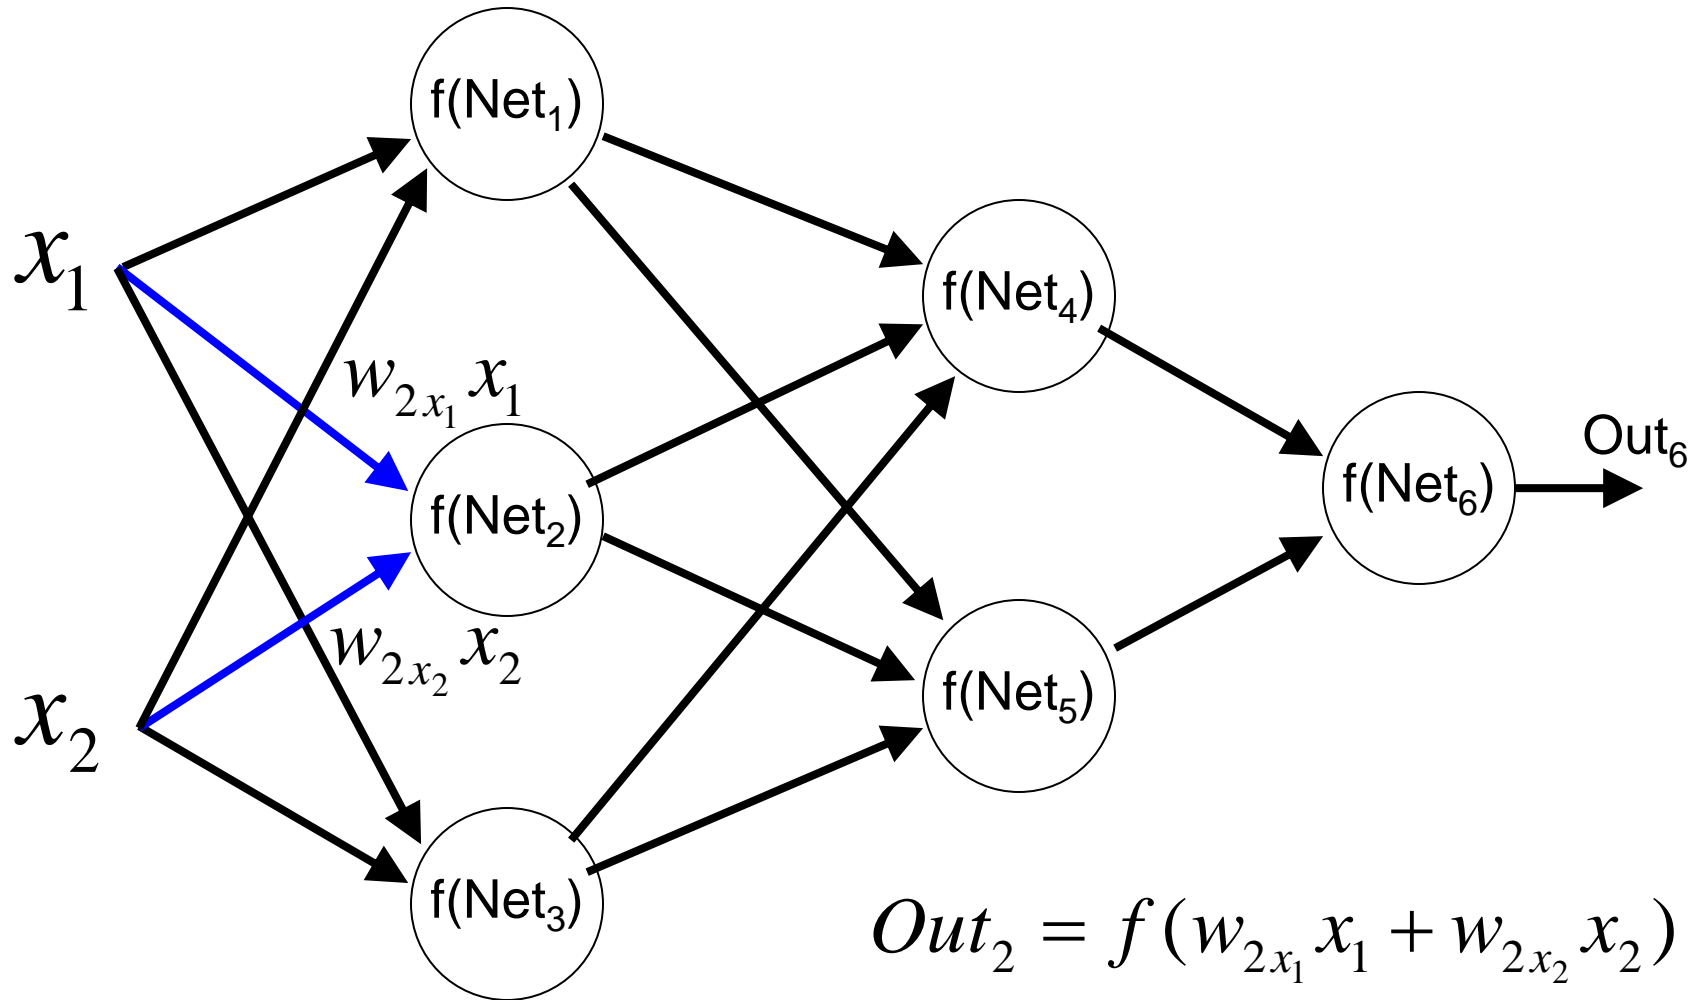 f(Net₁)
x₁
f(Net₄)
w₂ₓ₁ x₁
Out₆
f(Net₂)
f(Net₆)
w₂ₓ₂ x₂
x₂
f(Net₅)
f(Net₃)
Out₂ = f(w₂ₓ₁ x₁ + w₂ₓ₂ x₂)